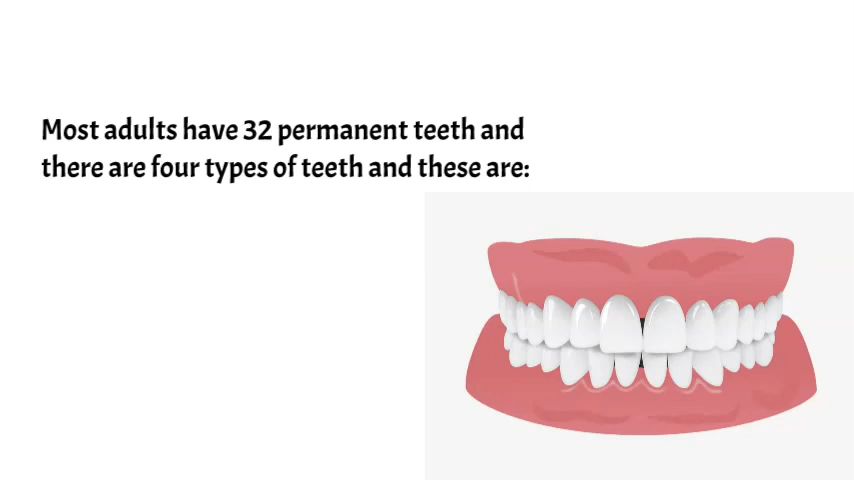 Most adults have 32 permanent teeth and
there are four types of teeth and these are: